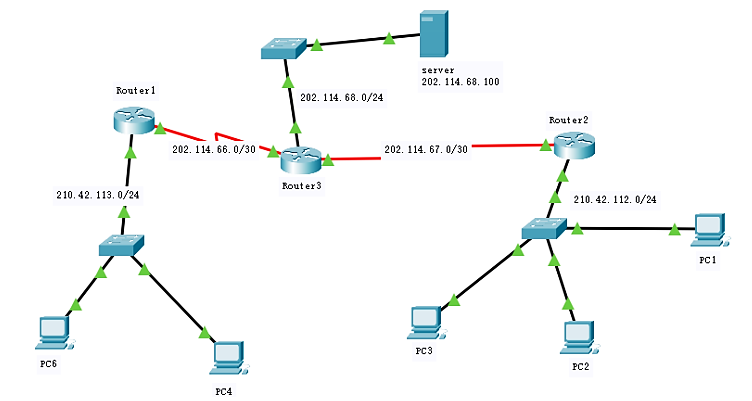 server
202.114.68.100
Router1
202.114.68.0/24
Router2
202.114.66.0/30
202.114.67.0/30
Router3
210.42.113.0/24
210.42.112.0/24
PC1
PC6
PC4
PC3
PC2